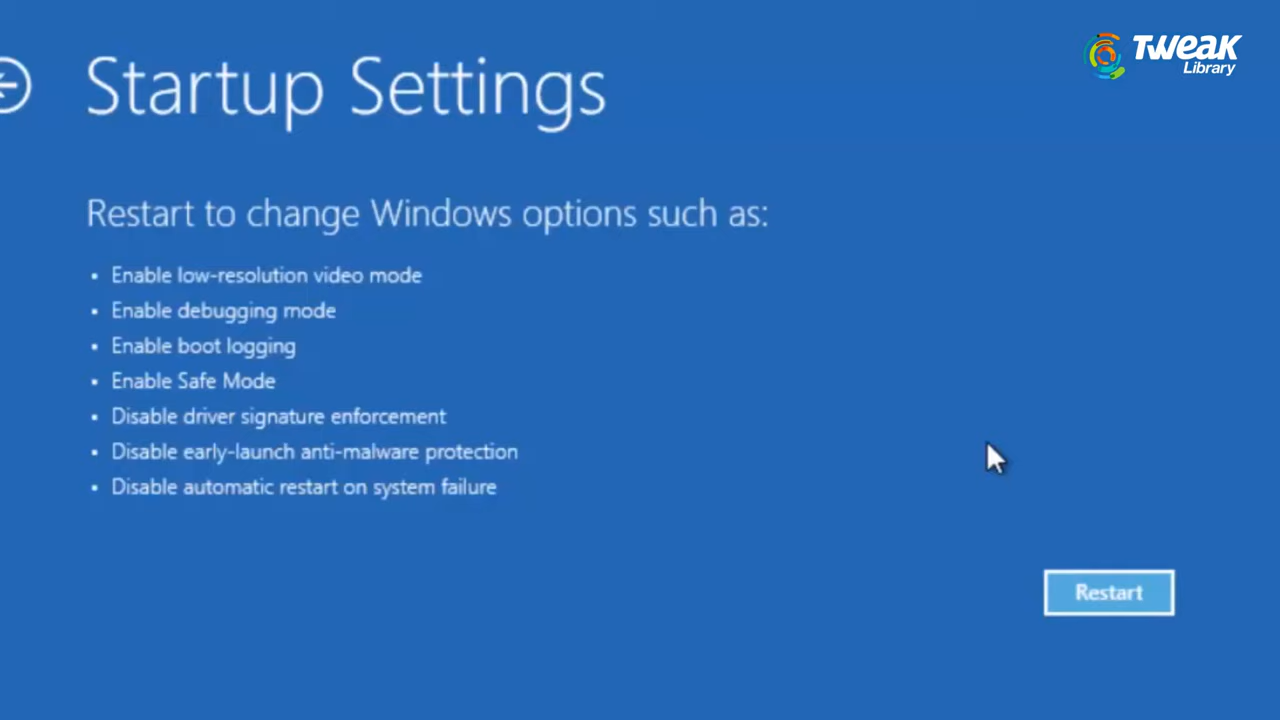 Tweak
Library
Startup Settings
Restart to change Windows options such as:
• Enable low-resolution video mode
• Enable debugging mode
• Enable boot logging
• Enable Safe Mode
• Disable driver signature enforcement
• Disable early-launch anti-malware protection
• Disable automatic restart on system failure
Restart